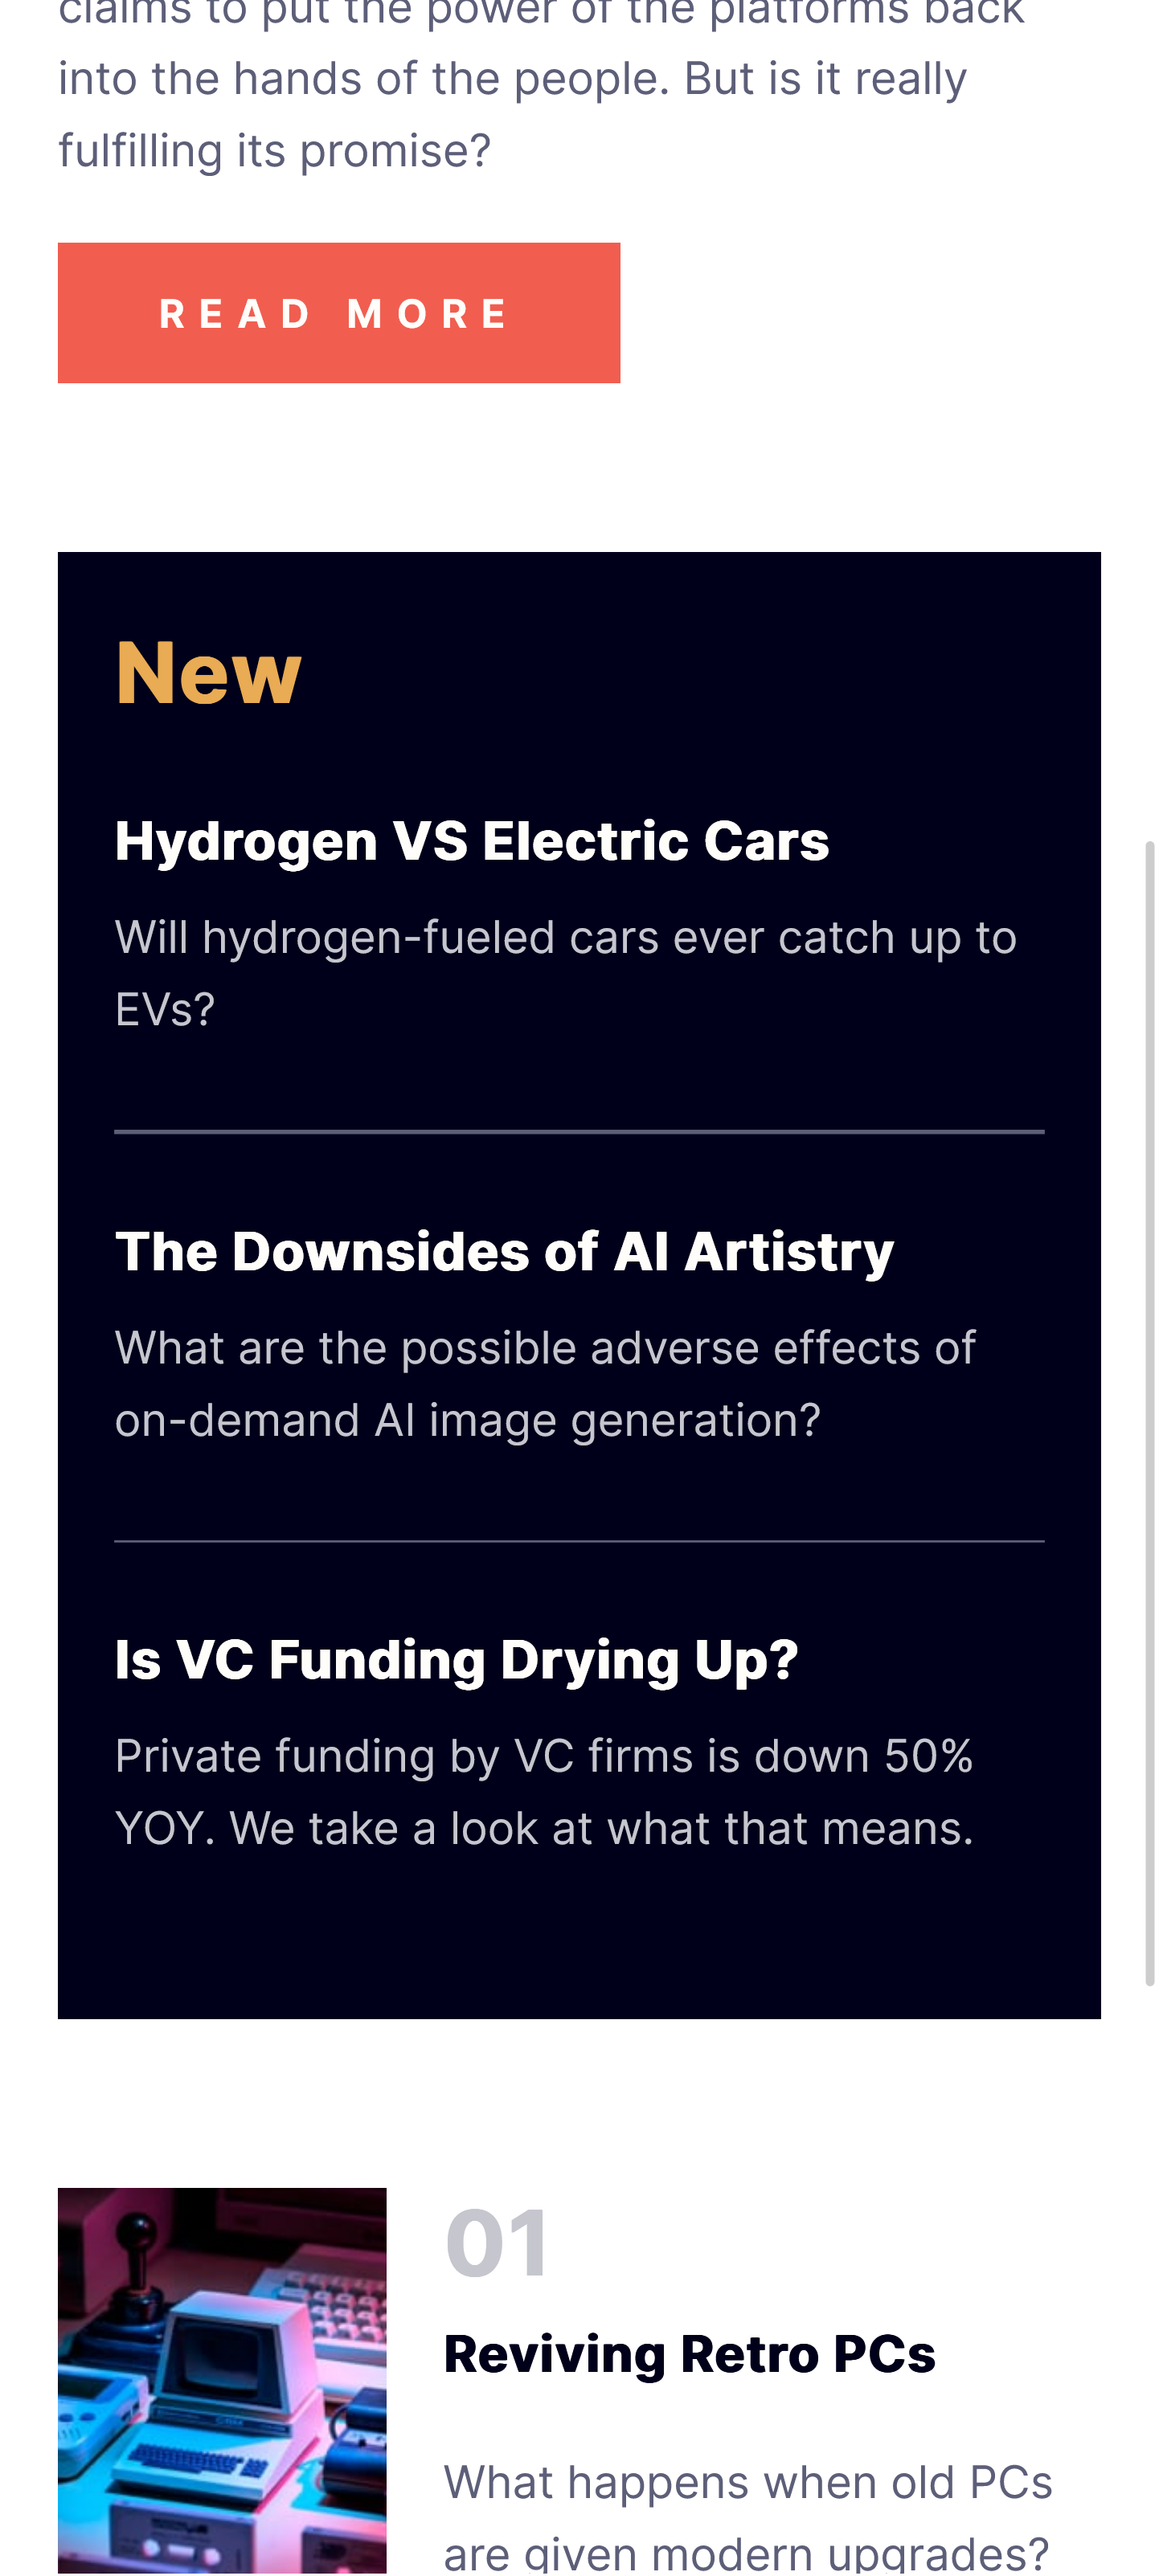 claims to put the power of the platforms back
into the hands of the people. But is it really
fulfilling its promise?
READ MORE
New
Hydrogen VS Electric Cars
Will hydrogen-fueled cars ever catch up to
EVs?
The Downsides of AI Artistry
What are the possible adverse effects of
on-demand AI image generation?
Is VC Funding Drying Up?
Private funding by VC firms is down 50%
YOY. We take a look at what that means.
01
Reviving Retro PCs
What happens when old PCs
are given modern upgrades?